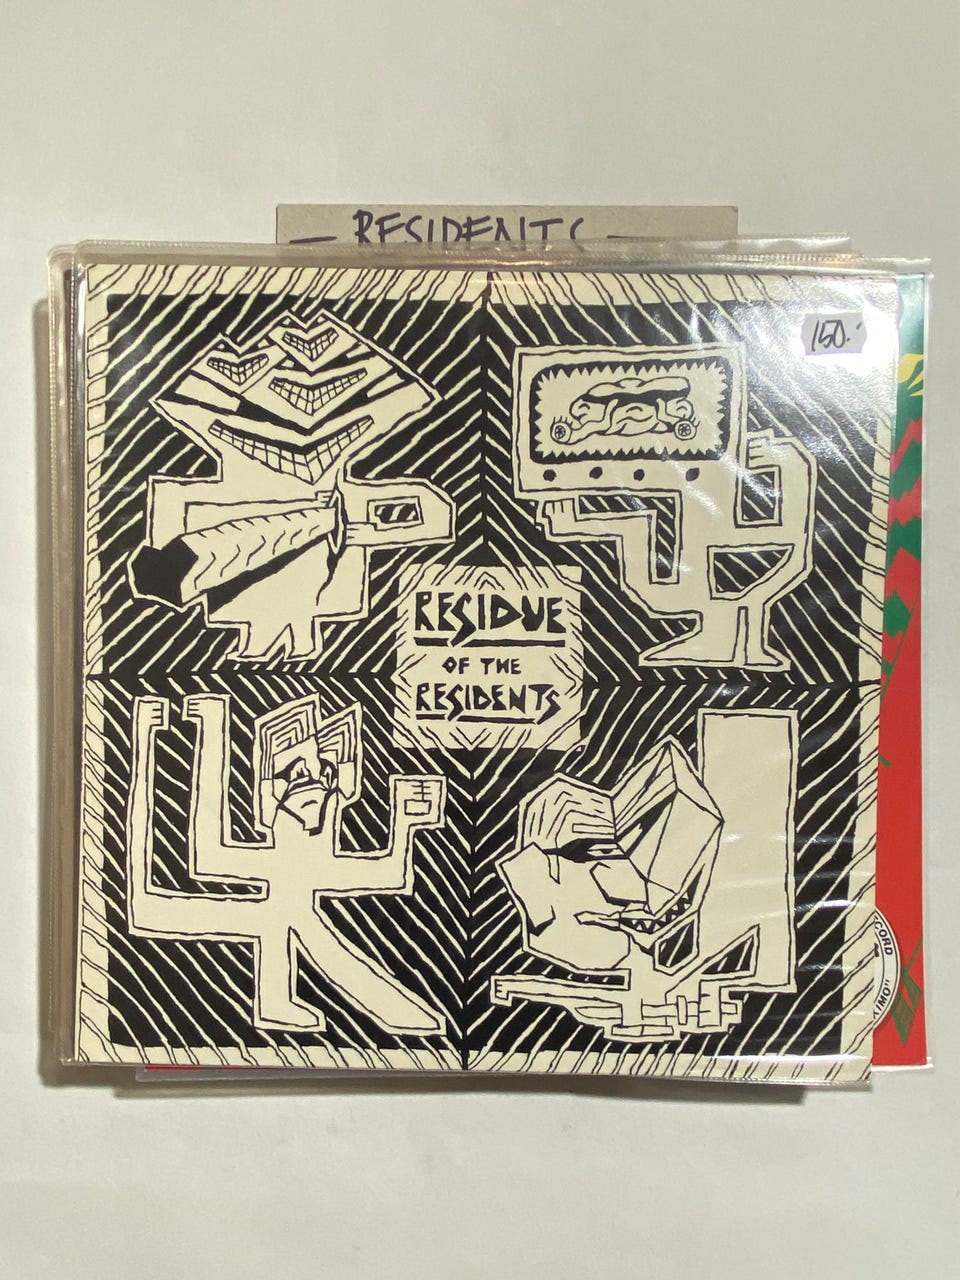 — RESIDENTS —
150.-
RESIDUE
OF THE
RESIDENTS